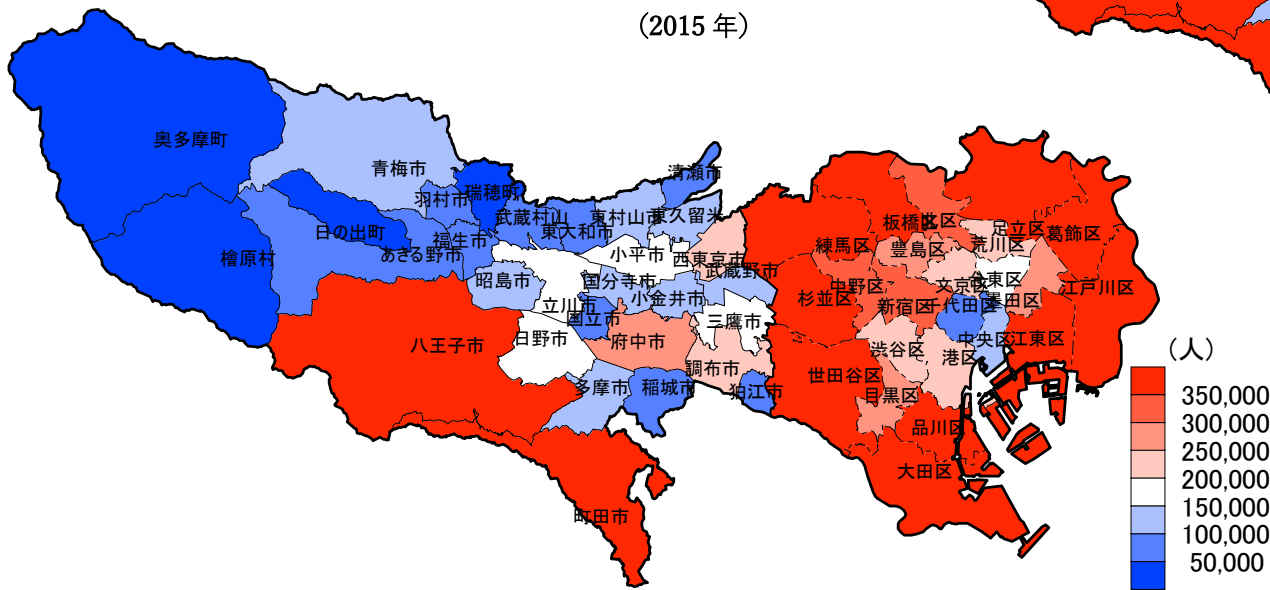 (2015 年)
奥多摩町
青梅市
羽村市
瑞穂町
清瀬市
武蔵村山
東村山市
東久留米
東大和市
日の出町
あきる野市
福生市
檜原村
昭島市
立川市
国分寺市
小平市
西東京市
武蔵野市
小金井市
国立市
府中市
三鷹市
日野市
八王子市
多摩市
稲城市
調布市
狛江市
町田市
練馬区
板橋区
北区
足立区
葛飾区
豊島区
荒川区
中野区
杉並区
新宿区
文京区
台東区
墨田区
千代田区
江戸川区
渋谷区
港区
中央区
江東区
世田谷区
目黒区
品川区
大田区
(人)
350,000
300,000
250,000
200,000
150,000
100,000
50,000